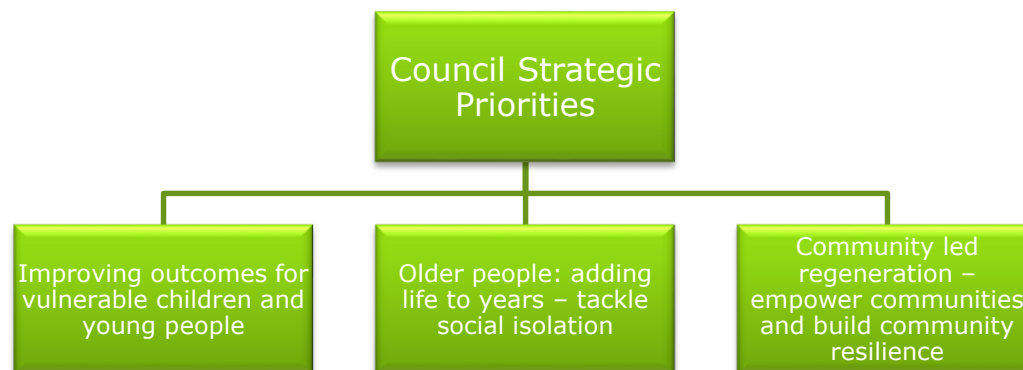 Council Strategic
Priorities
Improving outcomes for
vulnerable children and
young people
Older people: adding
life to years – tackle
social isolation
Community led
regeneration –
empower communities
and build community
resilience